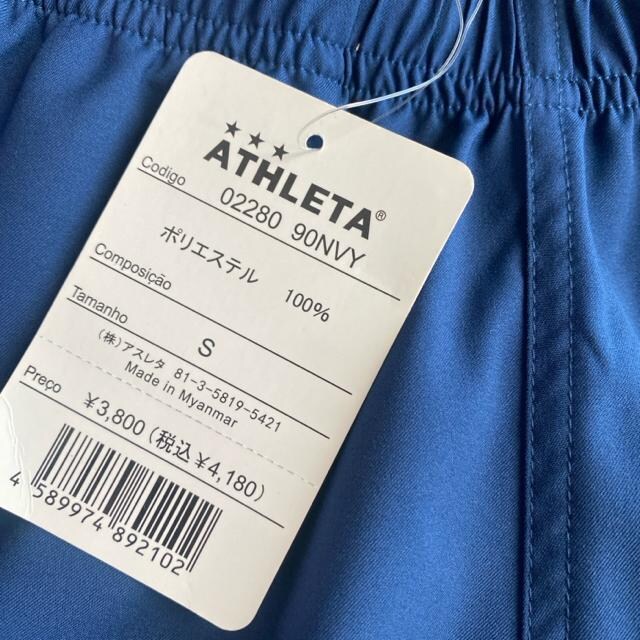 ★★★
ATHLETA®
Codigo 02280 90NVY
Composição ポリエステル 100%
Tamanho S
(株)アスレタ 81-3-5819-5421
Made in Myanmar
Preço ¥3,800(税込¥4,180)
4 589974 892102